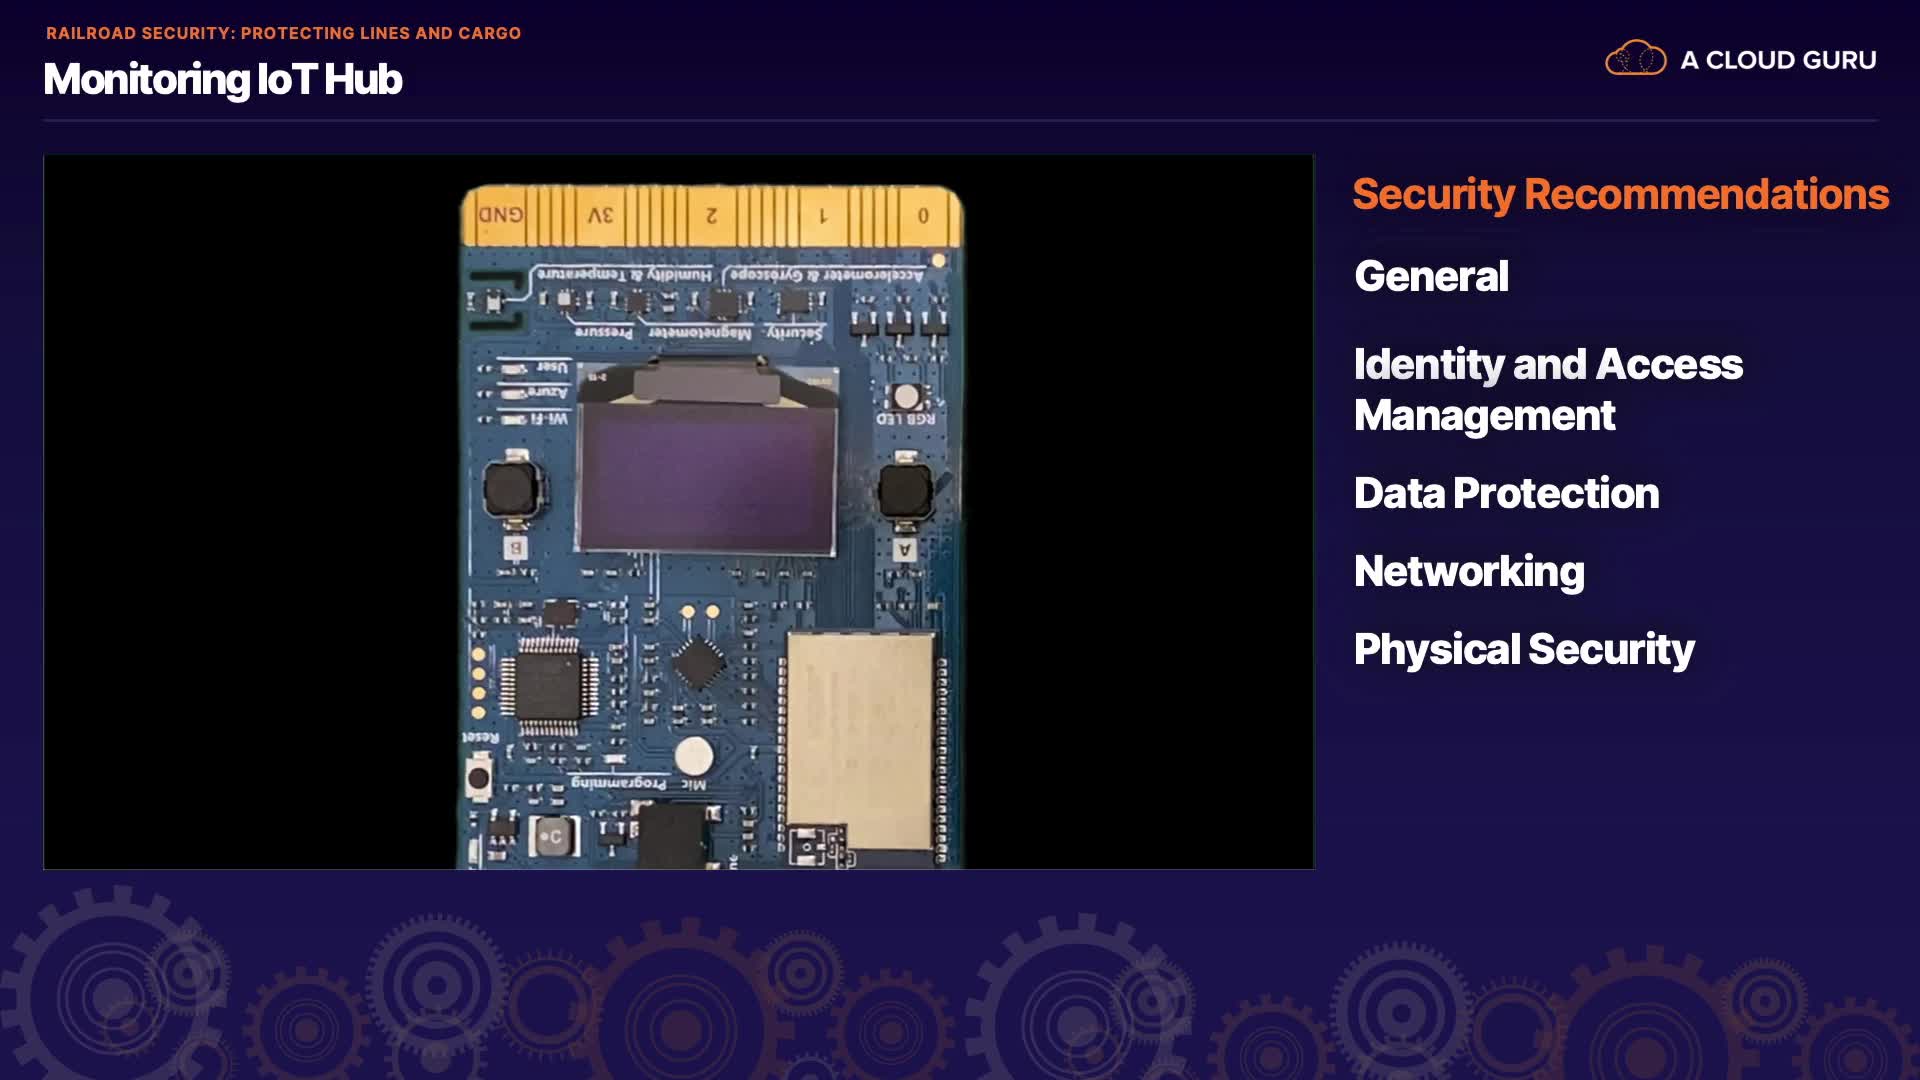 RAILROAD SECURITY: PROTECTING LINES AND CARGO
Monitoring IoT Hub
A CLOUD GURU
Security Recommendations
General
Identity and Access
Management
Data Protection
Networking
Physical Security
GND
3V
2
1
0
Humidity & Temperature
Accelerometer & Gyroscope
Pressure
Magnetometer
Security
User
Azure
Wi-Fi
RGB LED
B
A
Reset
Programming
Mic
C